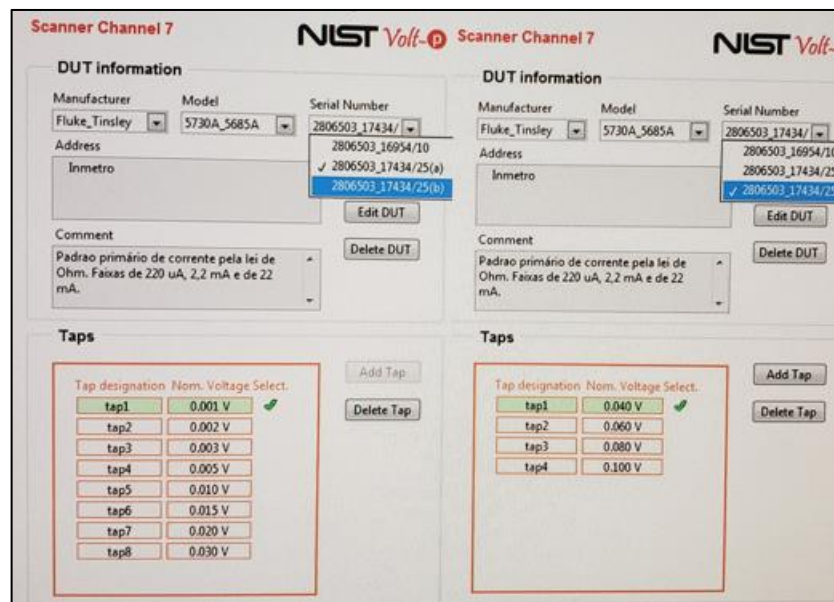 Scanner Channel 7
NIST Volt-p
DUT information
Manufacturer Model Serial Number
Fluke_Tinsley 5730A_5685A 2806503_17434/
2806503_16954/10
✓ 2806503_17434/25(a)
2806503_17434/25(b)
Address
Inmetro
Edit DUT
Comment
Delete DUT
Padrao primário de corrente pela lei de
Ohm. Faixas de 220 uA, 2,2 mA e de 22
mA.
Taps
Add Tap
Tap designation Nom. Voltage Select.
tap1 0.001 V
Delete Tap
tap2 0.002 V
tap3 0.003 V
tap4 0.005 V
tap5 0.010 V
tap6 0.015 V
tap7 0.020 V
tap8 0.030 V
Scanner Channel 7
NIST Volt-
DUT information
Manufacturer Model Serial Number
Fluke_Tinsley 5730A_5685A 2806503_17434/
2806503_16954/10
2806503_17434/25
✓ 2806503_17434/25
Address
Inmetro
Edit DUT
Comment
Delete DUT
Padrao primário de corrente pela lei de
Ohm. Faixas de 220 uA, 2,2 mA e de 22
mA.
Taps
Add Tap
Tap designation Nom. Voltage Select.
tap1 0.040 V
Delete Tap
tap2 0.060 V
tap3 0.080 V
tap4 0.100 V